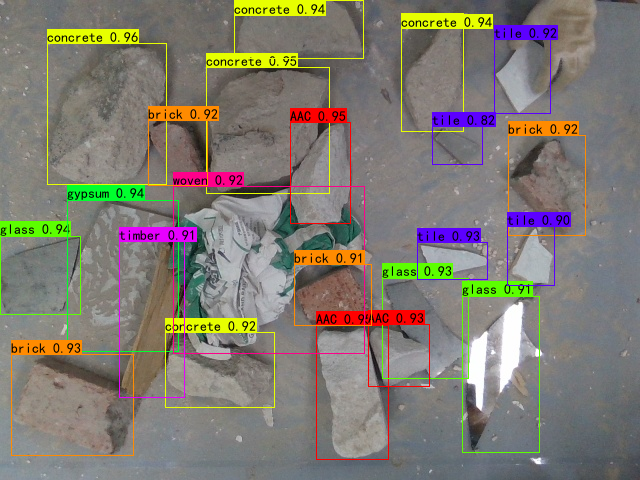 concrete 0.94
concrete 0.96
concrete 0.94
tile 0.92
concrete 0.95
brick 0.92
AAC 0.95
tile 0.82
brick 0.92
woven 0.92
gypsum 0.94
glass 0.94
timber 0.91
tile 0.93
tile 0.90
brick 0.91
glass 0.93
glass 0.91
concrete 0.92
AAC 0.95
AAC 0.93
brick 0.93